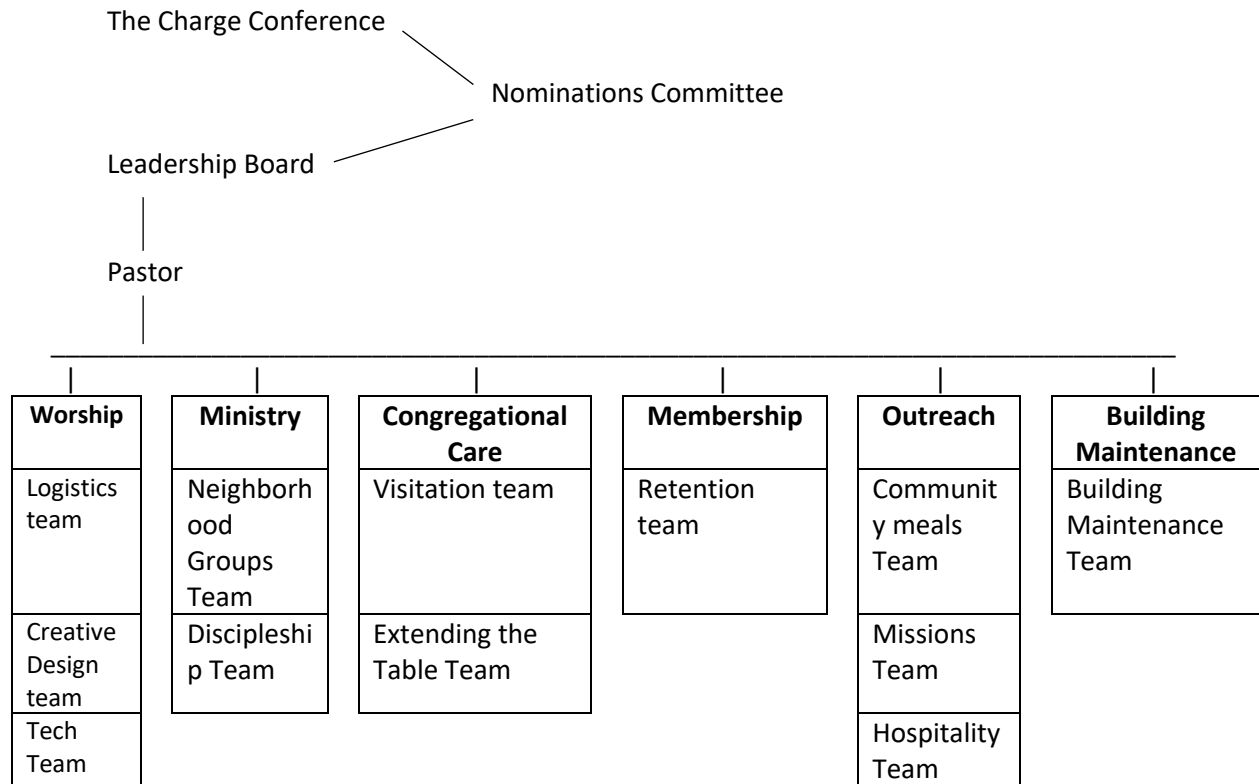 The Charge Conference
Nominations Committee
Leadership Board
Pastor
Worship
Logistics
team
Creative
Design
team
Tech
Team
Ministry
Neighborh
ood
Groups
Team
Discipleshi
p Team
Congregational
Care
Visitation team
Extending the
Table Team
Membership
Retention
team
Outreach
Communit
y meals
Team
Missions
Team
Hospitality
Team
Building
Maintenance
Building
Maintenance
Team